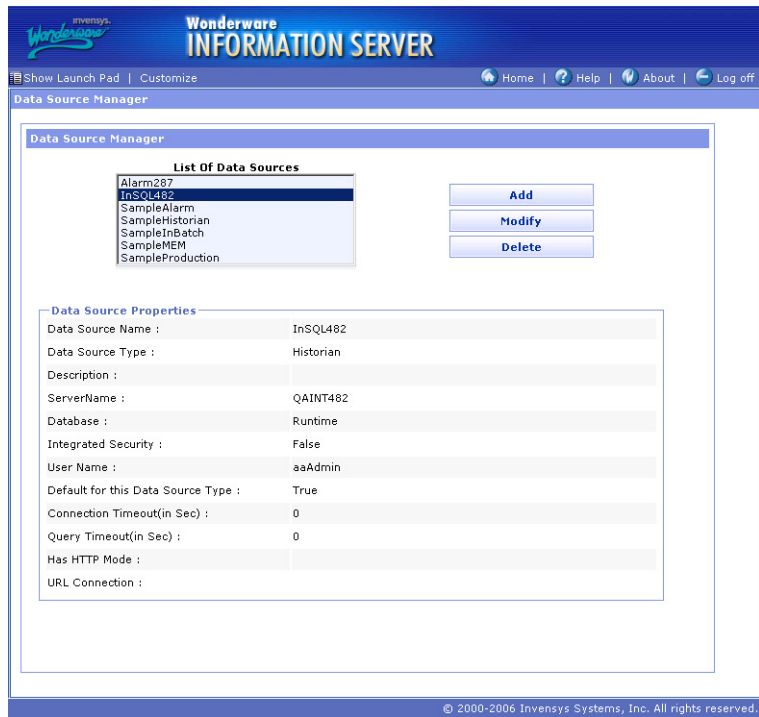 invensys.
Wonderware
Wonderware
INFORMATION SERVER
Show Launch Pad | Customize
Home | Help | About | Log off
Data Source Manager
Data Source Manager
List Of Data Sources
Alarm287
InSQL482
SampleAlarm
SampleHistorian
SampleInBatch
SampleMEM
SampleProduction
Add
Modify
Delete
Data Source Properties
Data Source Name : InSQL482
Data Source Type : Historian
Description :
ServerName : QAINT482
Database : Runtime
Integrated Security : False
User Name : aaAdmin
Default for this Data Source Type : True
Connection Timeout(in Sec) : 0
Query Timeout(in Sec) : 0
Has HTTP Mode :
URL Connection :
© 2000-2006 Invensys Systems, Inc. All rights reserved.